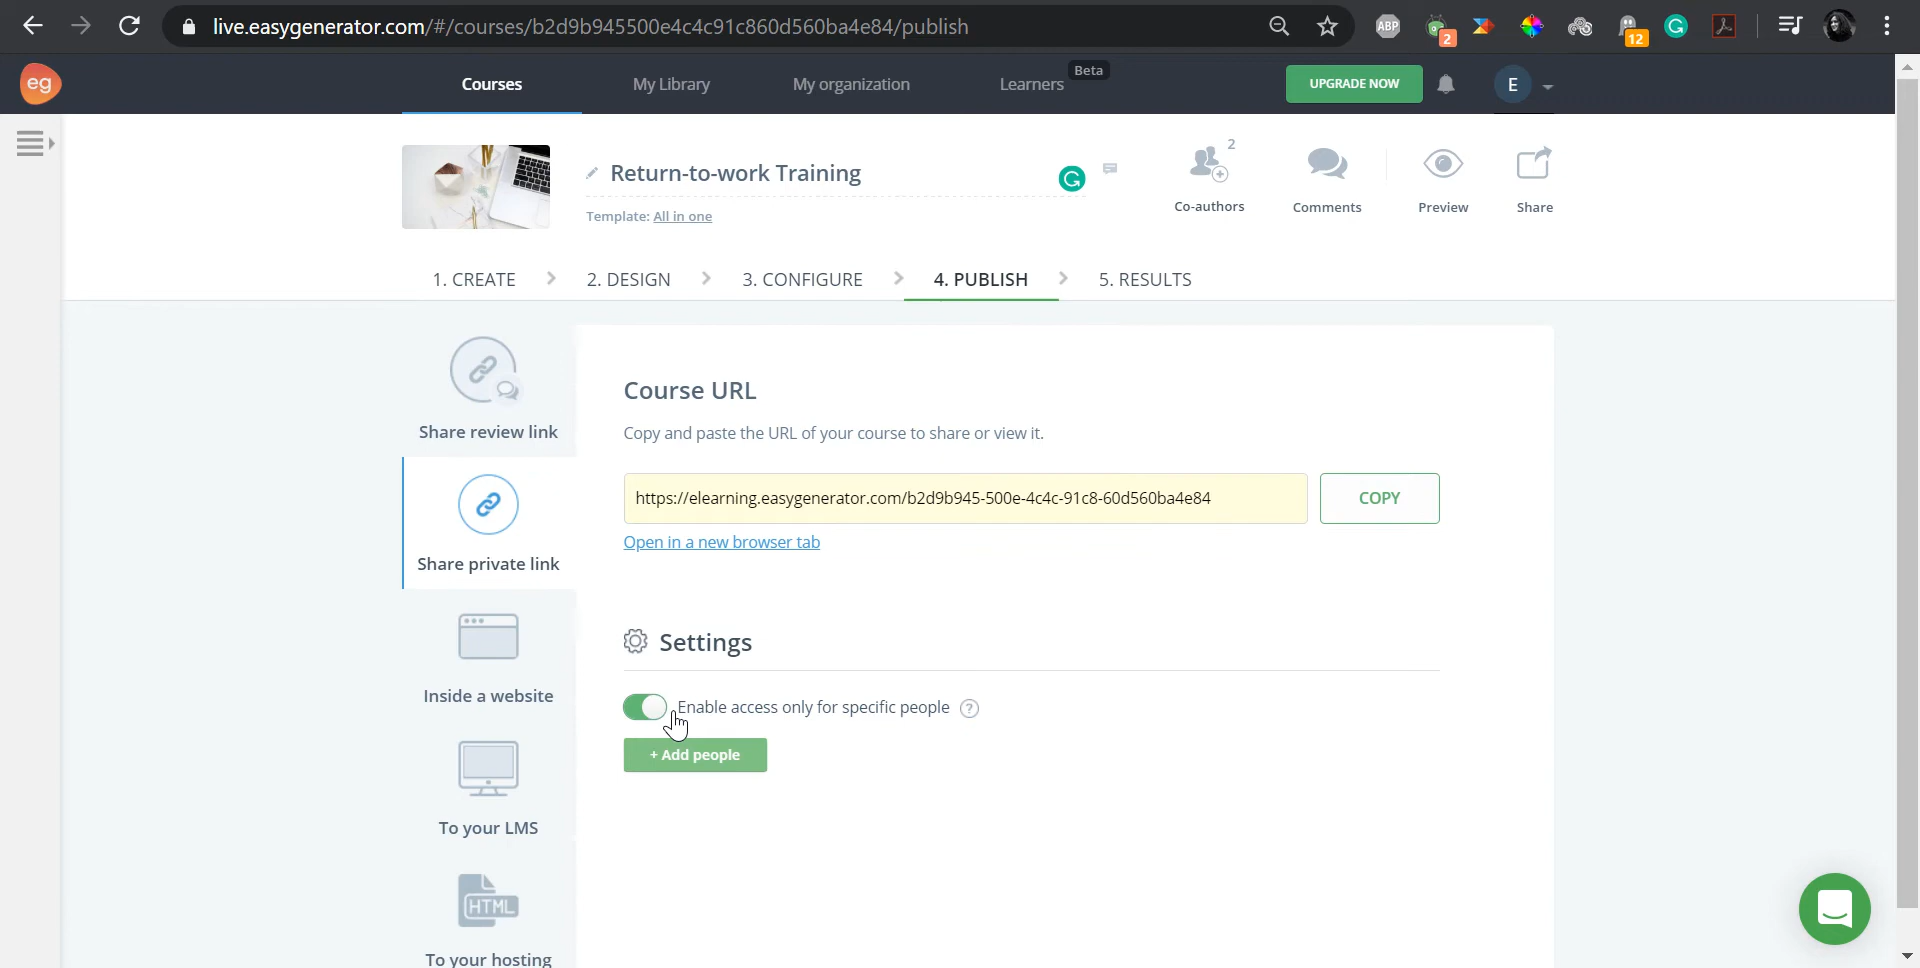 live.easygenerator.com/#/courses/b2d9b945500e4c4c91c860d560ba4e84/publish
ABP
2
12
eg
Courses
My Library
My organization
Learners
Beta
UPGRADE NOW
E
Return-to-work Training
Template: All in one
2
Co-authors
Comments
Preview
Share
1. CREATE
2. DESIGN
3. CONFIGURE
4. PUBLISH
5. RESULTS
Share review link
Share private link
Inside a website
To your LMS
HTML
To your hosting
Course URL
Copy and paste the URL of your course to share or view it.
https://elearning.easygenerator.com/b2d9b945-500e-4c4c-91c8-60d560ba4e84
COPY
Open in a new browser tab
Settings
Enable access only for specific people ?
+ Add people